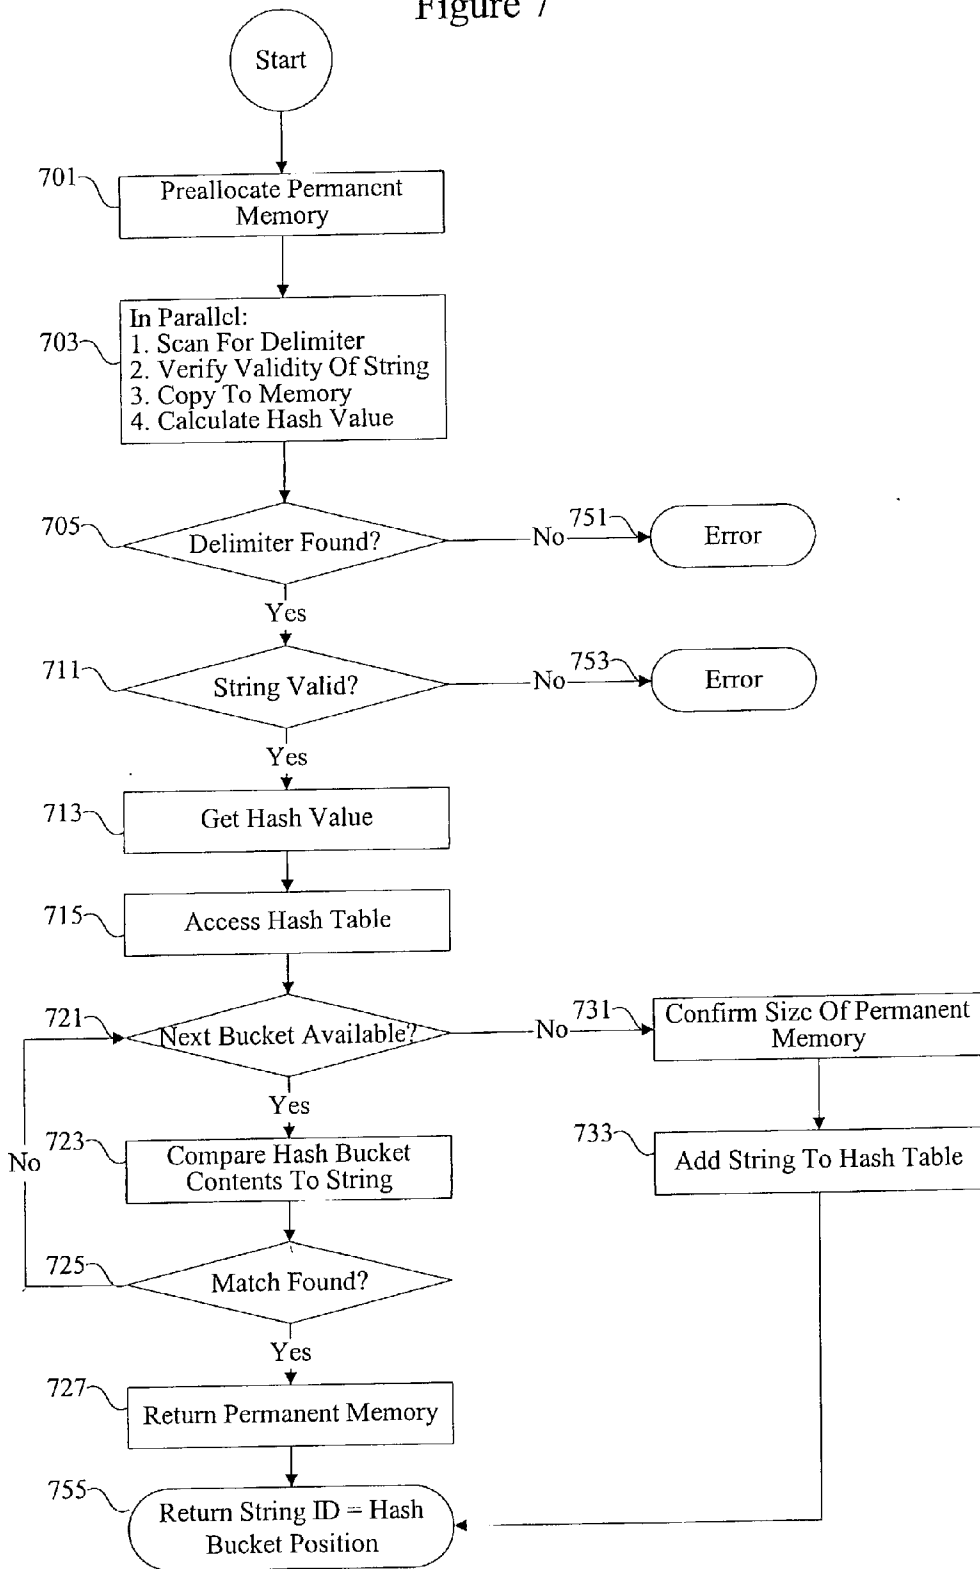 Figure 7
Start
701
Preallocate Permanent
Memory
703
In Parallel:
1. Scan For Delimiter
2. Verify Validity Of String
3. Copy To Memory
4. Calculate Hash Value
705
Delimiter Found?
No
751
Error
Yes
711
String Valid?
No
753
Error
Yes
713
Get Hash Value
715
Access Hash Table
721
Next Bucket Available?
No
731
Confirm Size Of Permanent
Memory
Yes
723
Compare Hash Bucket
Contents To String
733
Add String To Hash Table
No
725
Match Found?
Yes
727
Return Permanent Memory
755
Return String ID = Hash
Bucket Position